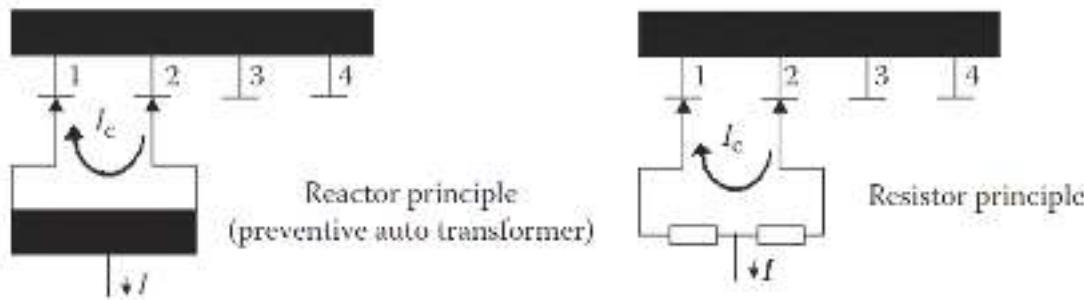 1 2 3 4
I_c
Reactor principle
(preventive auto transformer)
I
1 2 3 4
I_c
Resistor principle
I